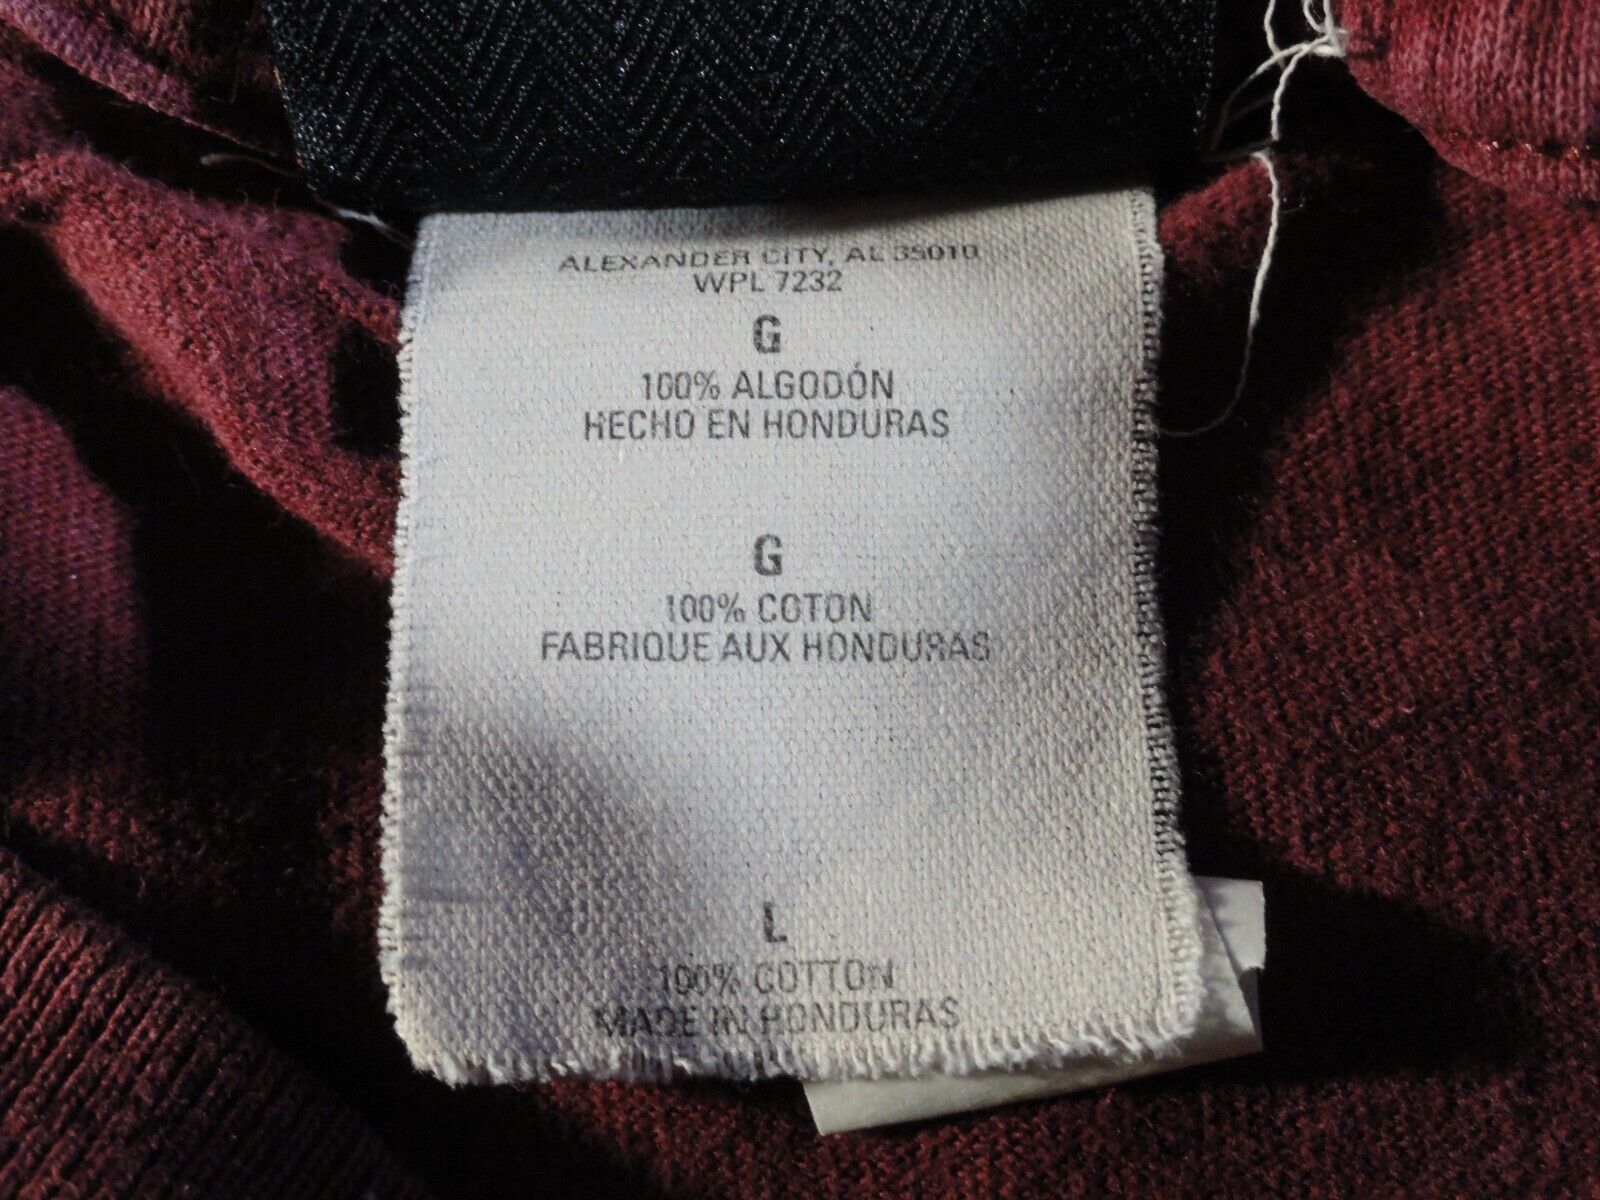 ALEXANDER CITY, AL 35010
WPL 7232
G
100% ALGODÓN
HECHO EN HONDURAS
G
100% COTON
FABRIQUE AUX HONDURAS
L
100% COTTON
MADE IN HONDURAS